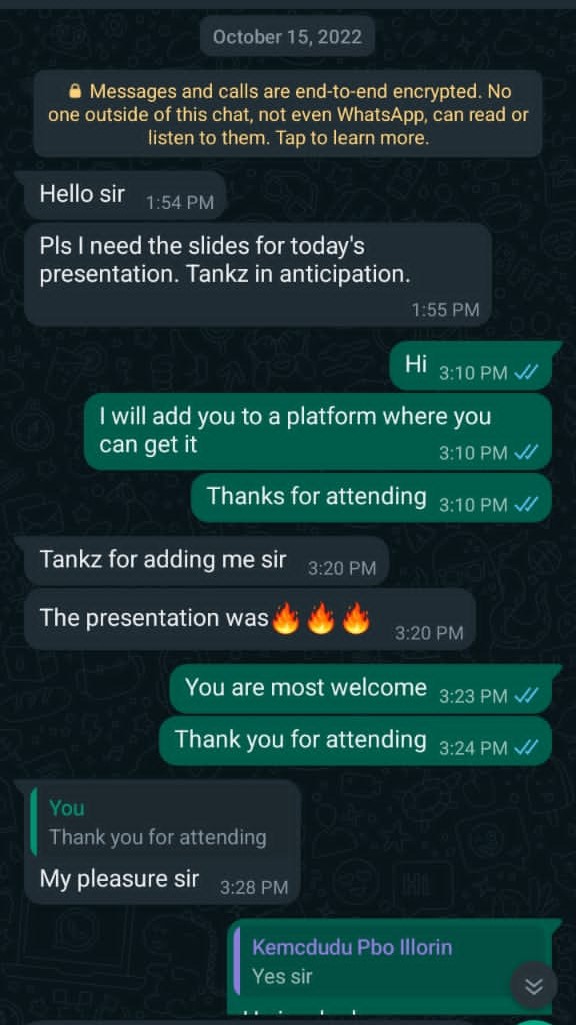 October 15, 2022
Messages and calls are end-to-end encrypted. No
one outside of this chat, not even WhatsApp, can read or
listen to them. Tap to learn more.
Hello sir 1:54 PM
Pls I need the slides for today's
presentation. Tankz in anticipation.
1:55 PM
Hi 3:10 PM
I will add you to a platform where you
can get it 3:10 PM
Thanks for attending 3:10 PM
Tankz for adding me sir 3:20 PM
The presentation was🔥🔥🔥 3:20 PM
You are most welcome 3:23 PM
Thank you for attending 3:24 PM
You
Thank you for attending
My pleasure sir 3:28 PM
Kemcdudu Pbo Illorin
Yes sir